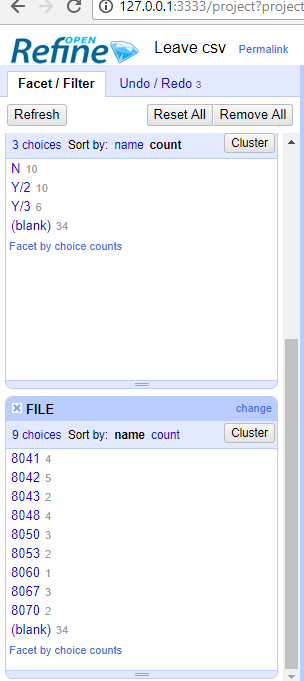 127.0.0.1:3333/project?project
OPEN
Refine Leave csv Permalink
Facet / Filter Undo / Redo 3
Refresh Reset All Remove All
3 choices Sort by: name count Cluster
N 10
Y/2 10
Y/3 6
(blank) 34
Facet by choice counts
FILE change
9 choices Sort by: name count Cluster
8041 4
8042 5
8043 2
8048 4
8050 3
8053 2
8060 1
8067 3
8070 2
(blank) 34
Facet by choice counts